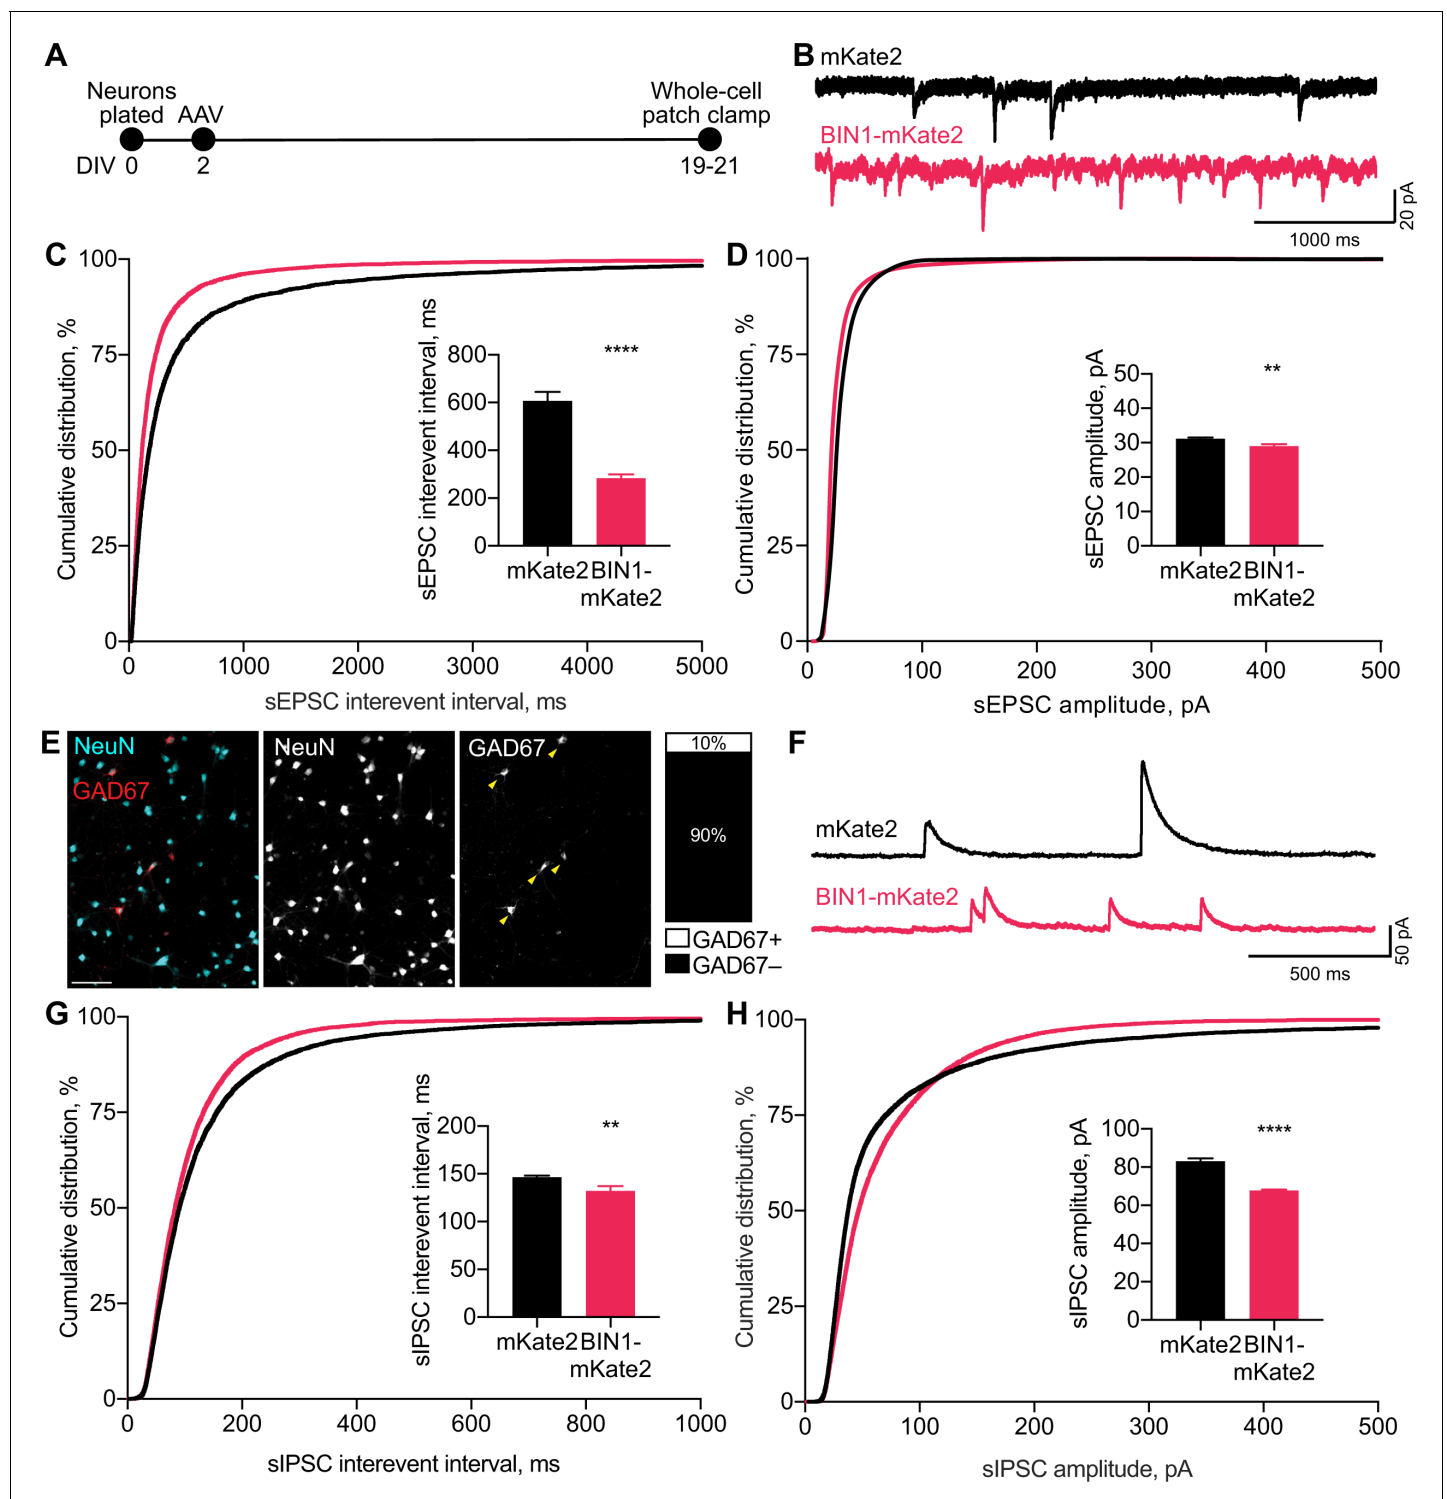 A
Neurons
plated
AAV
Whole-cell
patch clamp
DIV 0
2
19-21
B
mKate2
BIN1-mKate2
20 pA
1000 ms
C
100
75
50
25
0
Cumulative distribution, %
0 1000 2000 3000 4000 5000
sEPSC interevent interval, ms
sEPSC interevent interval, ms
800
600
400
200
0
****
mKate2 BIN1-
mKate2
D
100
75
50
25
0
Cumulative distribution, %
0 100 200 300 400 500
sEPSC amplitude, pA
sEPSC amplitude, pA
50
40
30
20
10
0
**
mKate2 BIN1-
mKate2
E
NeuN
GAD67
NeuN
GAD67
10%
90%
GAD67+
GAD67–
F
mKate2
BIN1-mKate2
50 pA
500 ms
G
100
75
50
25
0
Cumulative distribution, %
0 200 400 600 800 1000
sIPSC interevent interval, ms
sIPSC interevent interval, ms
200
150
100
50
0
**
mKate2 BIN1-
mKate2
H
100
75
50
25
0
Cumulative distribution, %
0 100 200 300 400 500
sIPSC amplitude, pA
sIPSC amplitude, pA
100
80
60
40
20
0
****
mKate2 BIN1-
mKate2